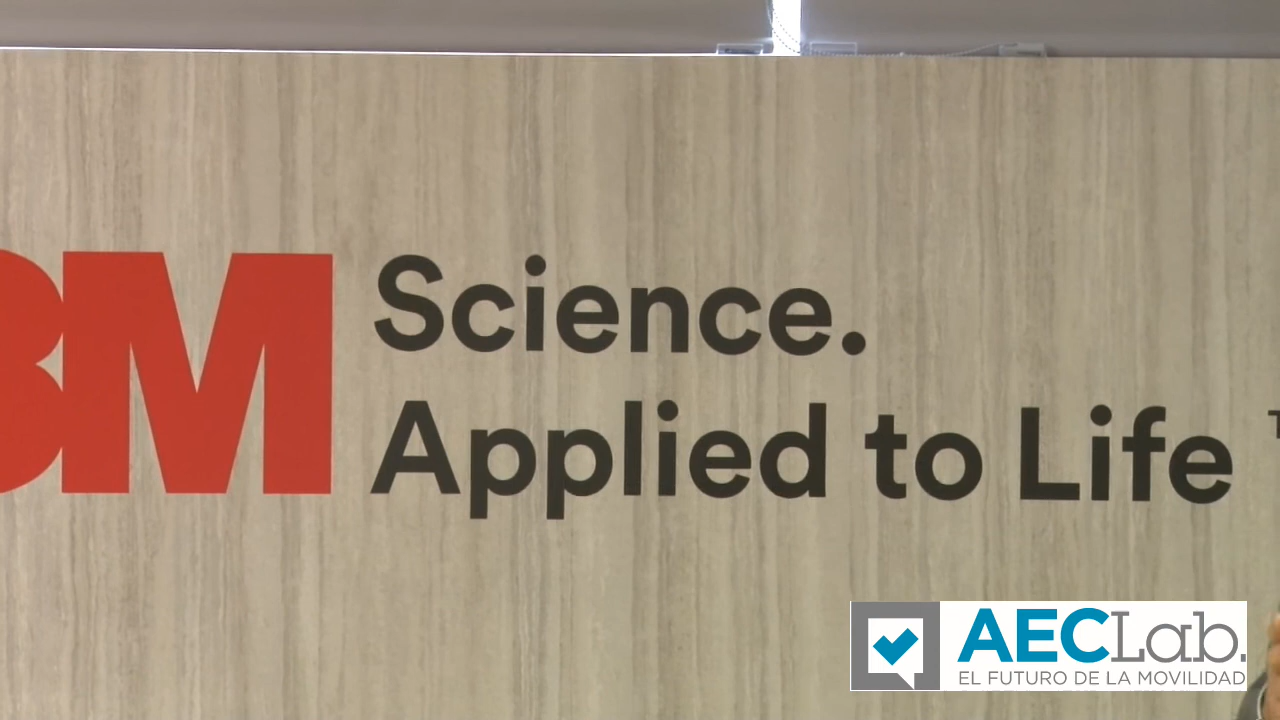 3M
Science.
Applied to Life
AECLab.
EL FUTURO DE LA MOVILIDAD